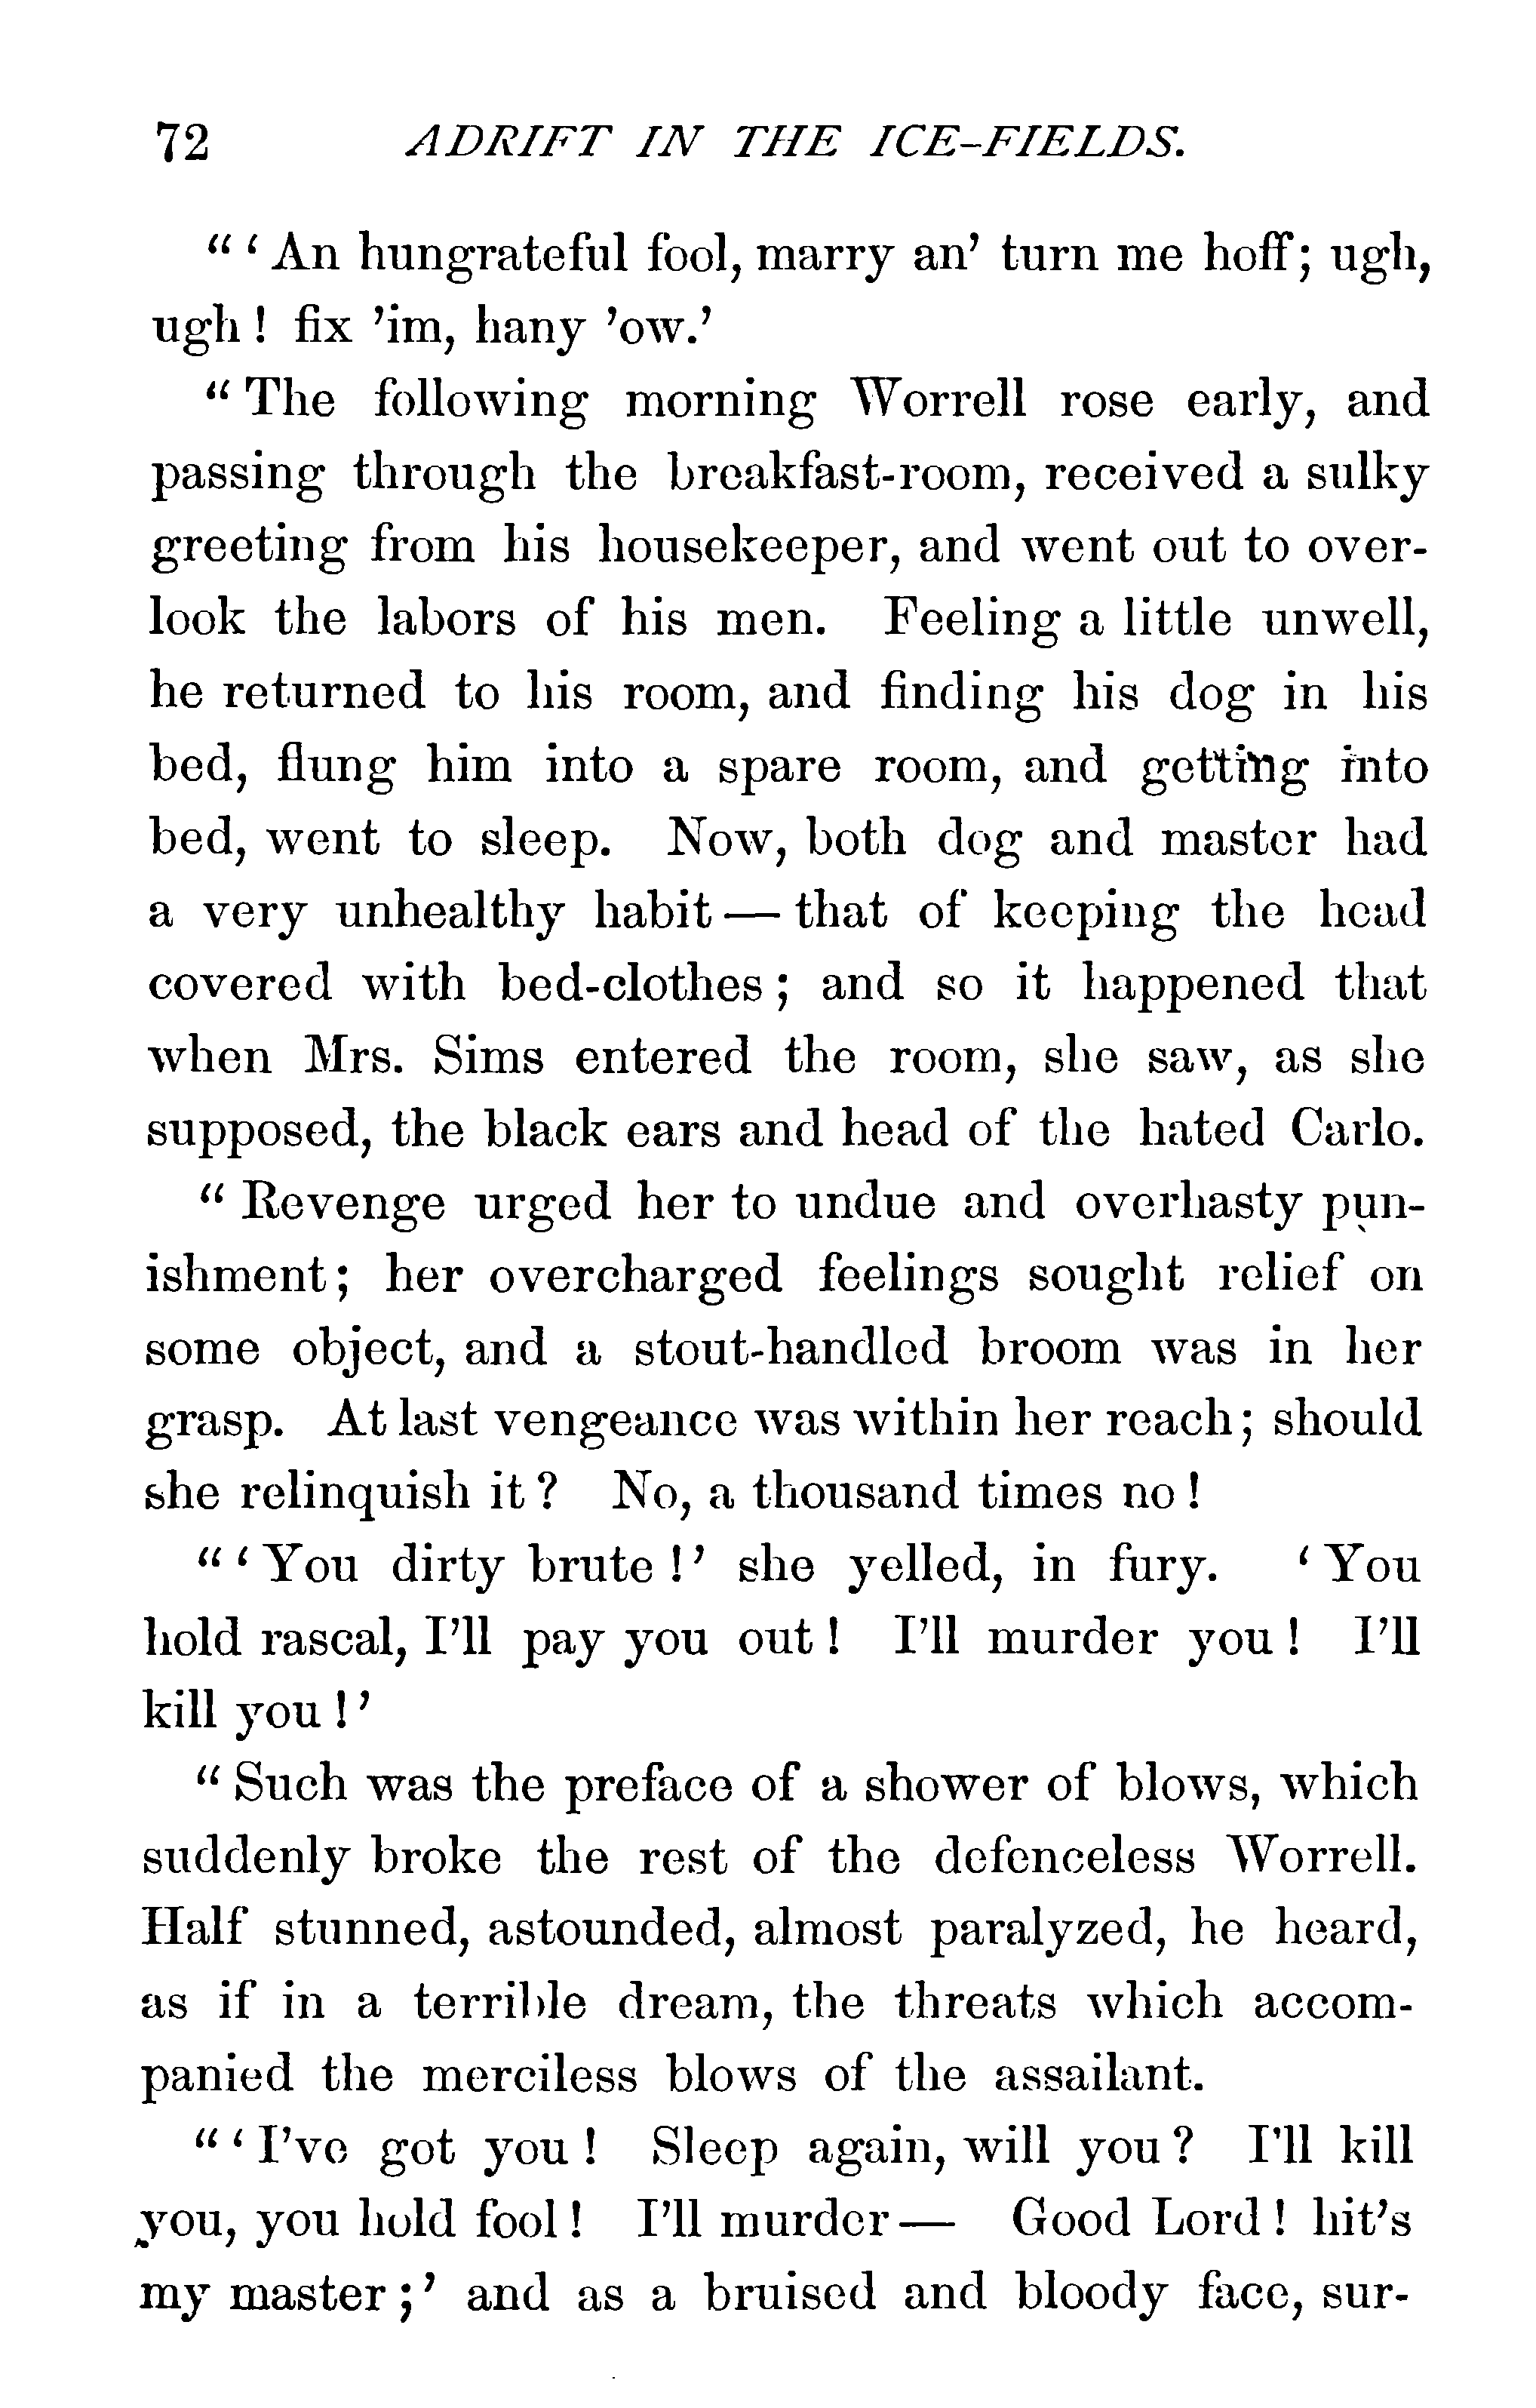 72 ADRIFT IN THE ICE-FIELDS.
“‘An hungrateful fool, marry an’ turn me hoff; ugh,
ugh! fix ’im, hany ’ow.’
“The following morning Worrell rose early, and
passing through the breakfast-room, received a sulky
greeting from his housekeeper, and went out to over-
look the labors of his men. Feeling a little unwell,
he returned to his room, and finding his dog in his
bed, flung him into a spare room, and getting into
bed, went to sleep. Now, both dog and master had
a very unhealthy habit — that of keeping the head
covered with bed-clothes; and so it happened that
when Mrs. Sims entered the room, she saw, as she
supposed, the black ears and head of the hated Carlo.
“Revenge urged her to undue and overhasty pun-
ishment; her overcharged feelings sought relief on
some object, and a stout-handled broom was in her
grasp. At last vengeance was within her reach; should
she relinquish it? No, a thousand times no!
“‘You dirty brute!’ she yelled, in fury. ‘You
hold rascal, I’ll pay you out! I’ll murder you! I’ll
kill you!’
“Such was the preface of a shower of blows, which
suddenly broke the rest of the defenceless Worrell.
Half stunned, astounded, almost paralyzed, he heard,
as if in a terrible dream, the threats which accom-
panied the merciless blows of the assailant.
“‘I’ve got you! Sleep again, will you? I’ll kill
you, you hold fool! I’ll murder — Good Lord! hit’s
my master;’ and as a bruised and bloody face, sur-